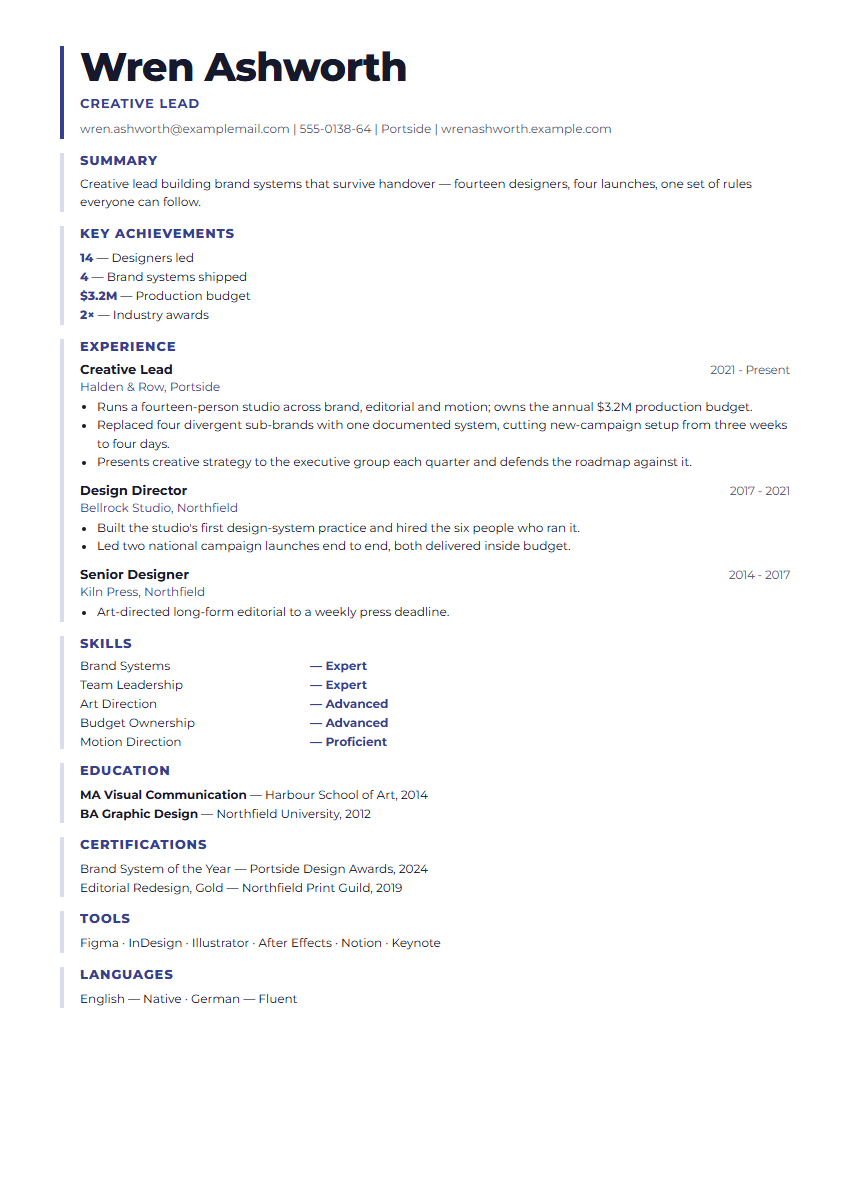 Wren Ashworth
CREATIVE LEAD
wren.ashworth@examplemail.com | 555-0138-64 | Portside | wrenashworth.example.com
SUMMARY
Creative lead building brand systems that survive handover — fourteen designers, four launches, one set of rules
everyone can follow.
KEY ACHIEVEMENTS
14 — Designers led
4 — Brand systems shipped
$3.2M — Production budget
2× — Industry awards
EXPERIENCE
Creative Lead 2021 - Present
Halden & Row, Portside
• Runs a fourteen-person studio across brand, editorial and motion; owns the annual $3.2M production budget.
• Replaced four divergent sub-brands with one documented system, cutting new-campaign setup from three weeks
to four days.
• Presents creative strategy to the executive group each quarter and defends the roadmap against it.
Design Director 2017 - 2021
Bellrock Studio, Northfield
• Built the studio's first design-system practice and hired the six people who ran it.
• Led two national campaign launches end to end, both delivered inside budget.
Senior Designer 2014 - 2017
Kiln Press, Northfield
• Art-directed long-form editorial to a weekly press deadline.
SKILLS
Brand Systems — Expert
Team Leadership — Expert
Art Direction — Advanced
Budget Ownership — Advanced
Motion Direction — Proficient
EDUCATION
MA Visual Communication — Harbour School of Art, 2014
BA Graphic Design — Northfield University, 2012
CERTIFICATIONS
Brand System of the Year — Portside Design Awards, 2024
Editorial Redesign, Gold — Northfield Print Guild, 2019
TOOLS
Figma · InDesign · Illustrator · After Effects · Notion · Keynote
LANGUAGES
English — Native · German — Fluent